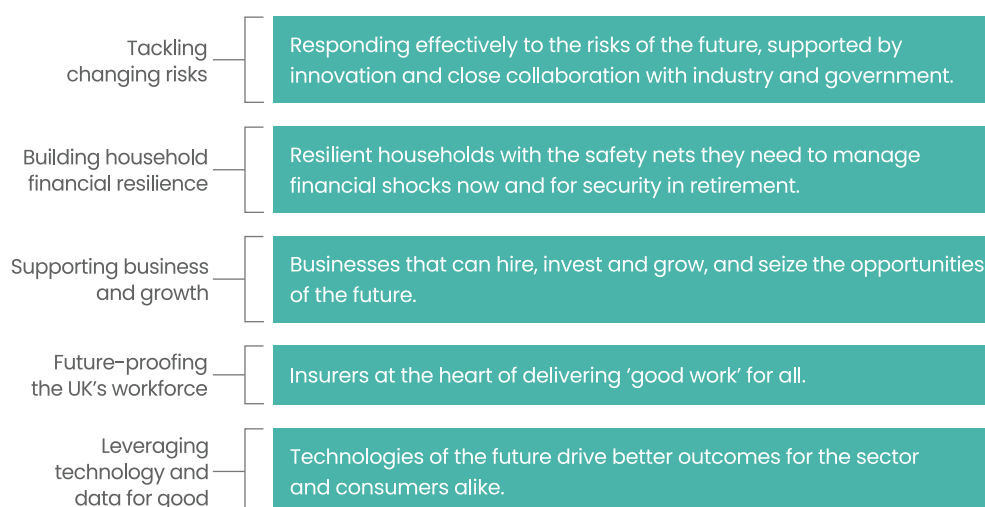 Tackling
changing risks
Responding effectively to the risks of the future, supported by
innovation and close collaboration with industry and government.
Building household
financial resilience
Resilient households with the safety nets they need to manage
financial shocks now and for security in retirement.
Supporting business
and growth
Businesses that can hire, invest and grow, and seize the opportunities
of the future.
Future-proofing
the UK's workforce
Insurers at the heart of delivering 'good work' for all.
Leveraging
technology and
data for good
Technologies of the future drive better outcomes for the sector
and consumers alike.